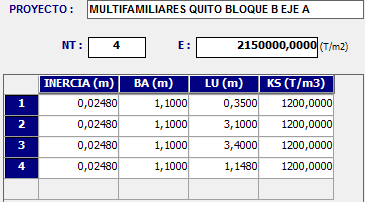 PROYECTO : MULTIFAMILIARES QUITO BLOQUE B EJE A
NT : 4 E : 2150000,0000 (T/m2)
INERCIA (m) BA (m) LU (m) KS (T/m3)
1 0,02480 1,1000 0,3500 1200,0000
2 0,02480 1,1000 3,1000 1200,0000
3 0,02480 1,1000 3,4000 1200,0000
4 0,02480 1,1000 1,1480 1200,0000